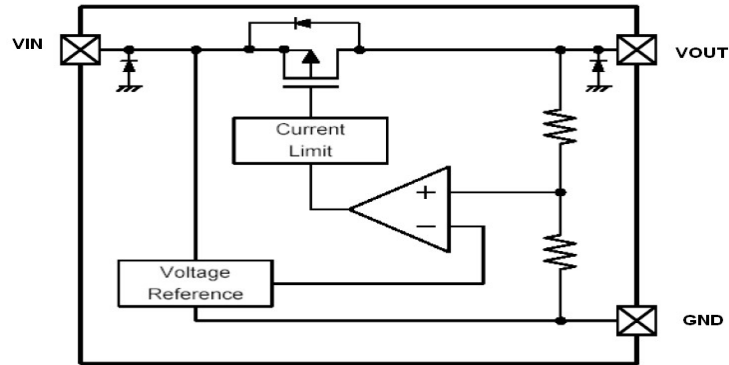 VIN
VOUT
Current
Limit
+
−
Voltage
Reference
GND